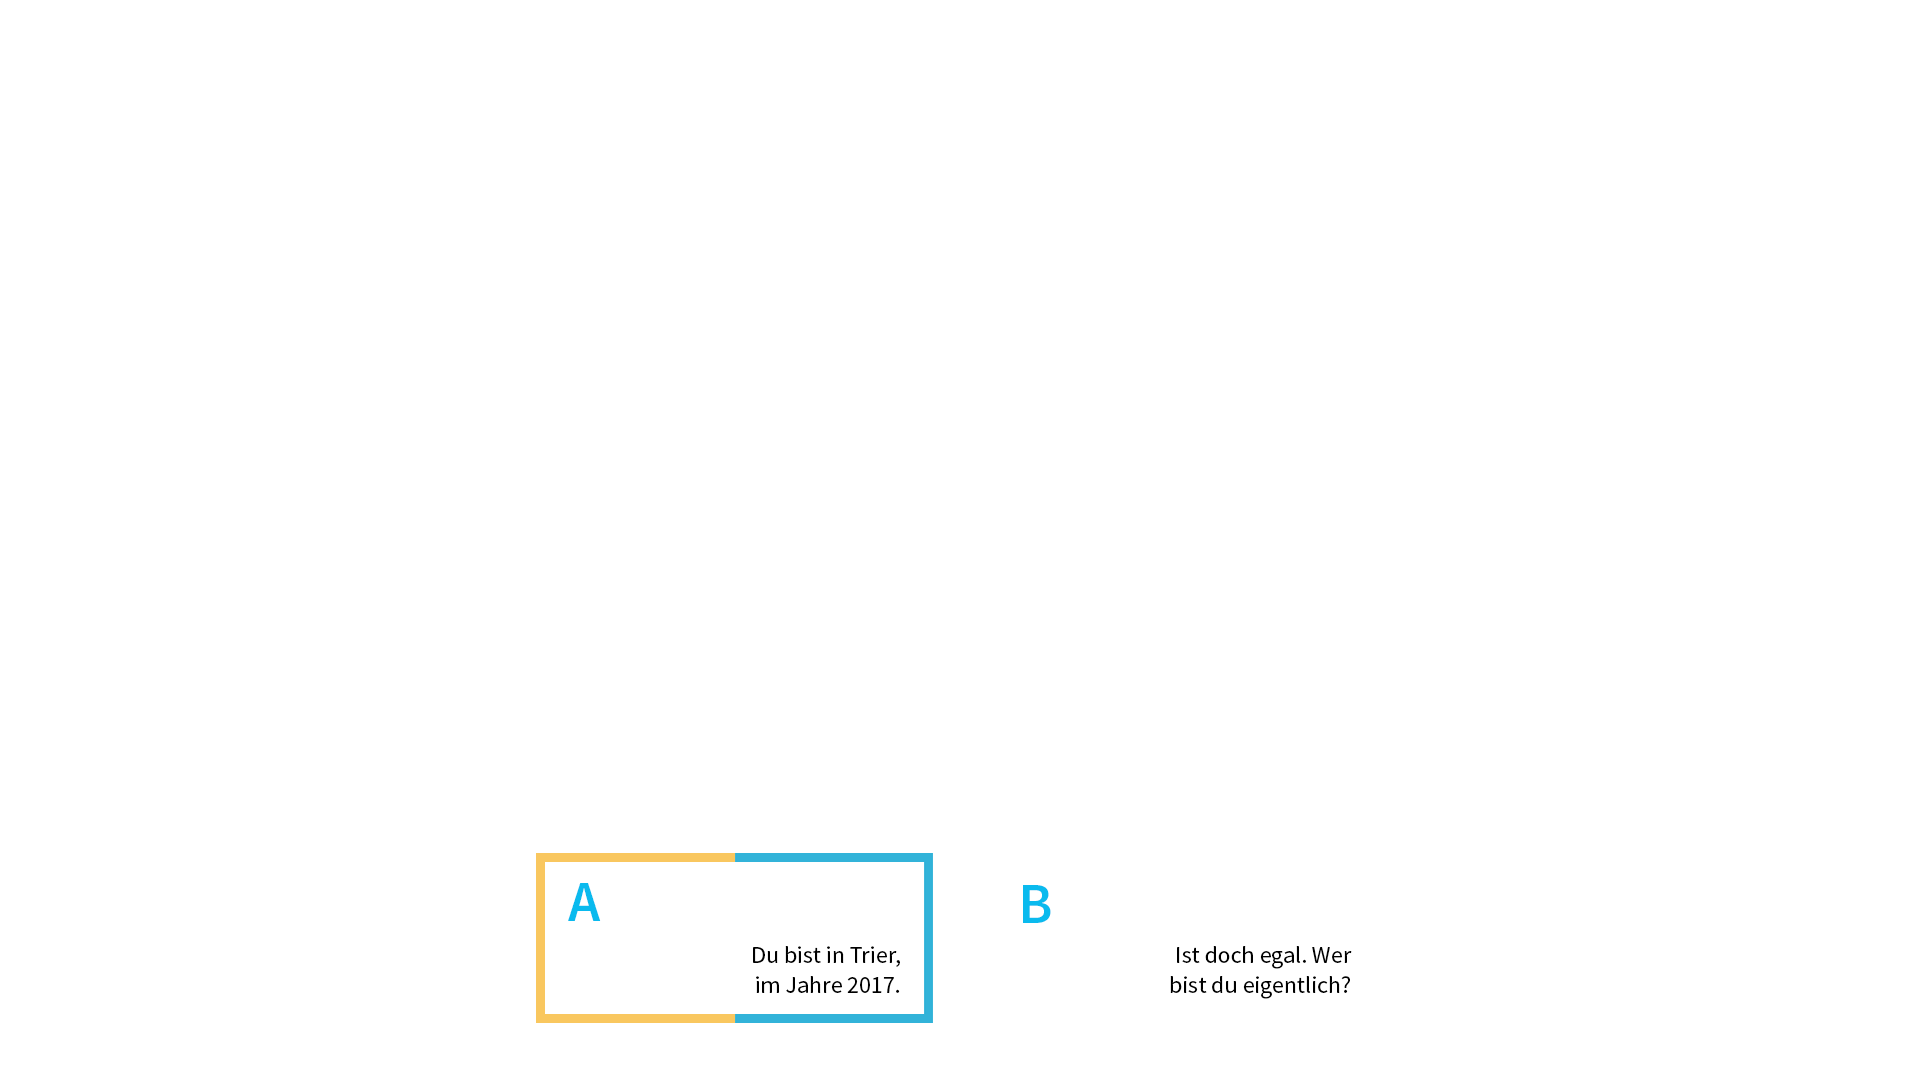 A
Du bist in Trier,
im Jahre 2017.
B
Ist doch egal. Wer
bist du eigentlich?